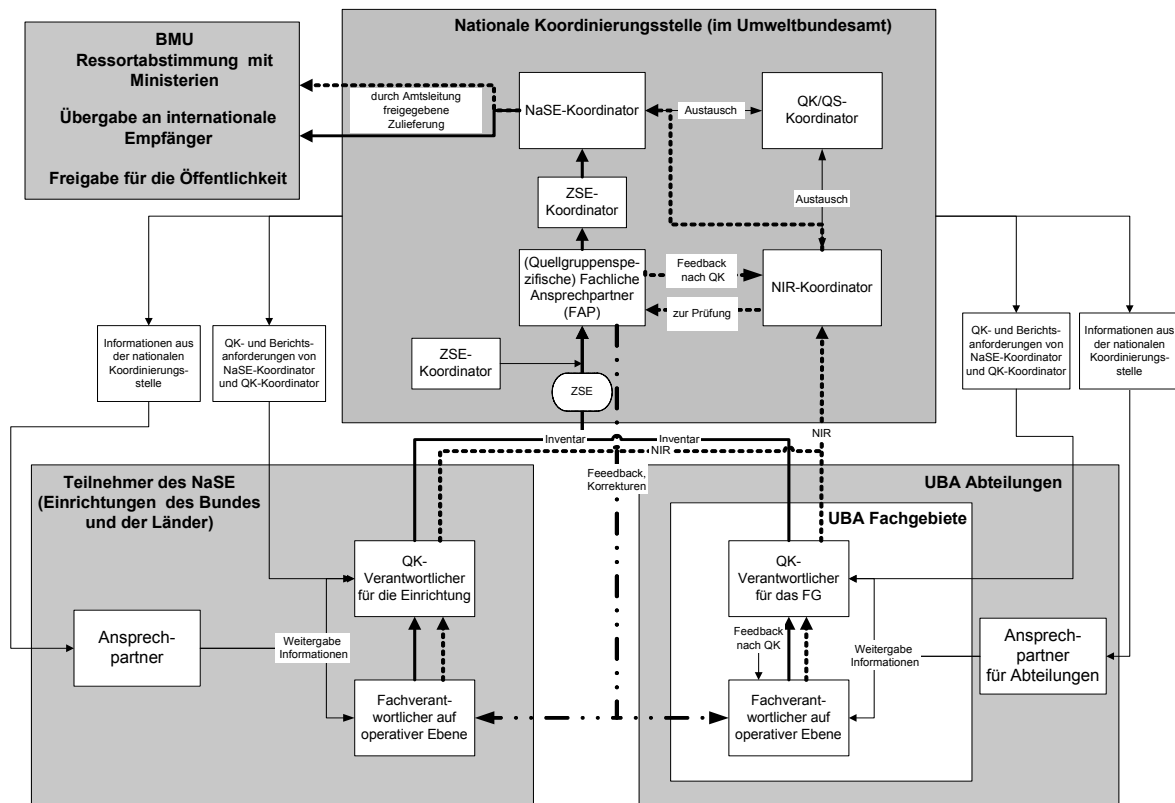 Nationale Koordinierungsstelle (im Umweltbundesamt)
BMU
Ressortabstimmung mit
Ministerien
Übergabe an internationale
Empfänger
Freigabe für die Öffentlichkeit
durch Amtsleitung
freigegebene
Zulieferung
NaSE-Koordinator
Austausch
QK/QS-
Koordinator
ZSE-
Koordinator
Austausch
(Quellgruppenspe-
zifische) Fachliche
Ansprechpartner
(FAP)
Feedback
nach QK
zur Prüfung
NIR-Koordinator
ZSE-
Koordinator
ZSE
Informationen aus
der nationalen
Koordinierungs-
stelle
QK- und Berichts-
anforderungen von
NaSE-Koordinator
und QK-Koordinator
QK- und Berichts-
anforderungen von
NaSE-Koordinator
und QK-Koordinator
Informationen aus
der nationalen
Koordinierungs-
stelle
Inventar
Inventar
NIR
NIR
Feeedback,
Korrekturen
Teilnehmer des NaSE
(Einrichtungen des Bundes
und der Länder)
QK-
Verantwortlicher
für die Einrichtung
Ansprech-
partner
Weitergabe
Informationen
Fachverant-
wortlicher auf
operativer Ebene
UBA Abteilungen
UBA Fachgebiete
QK-
Verantwortlicher
für das FG
Feedback
nach QK
Weitergabe
Informationen
Ansprech-
partner
für Abteilungen
Fachverant-
wortlicher auf
operativer Ebene